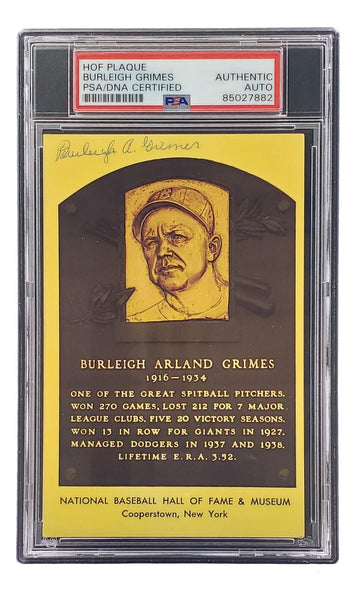 HOF PLAQUE
BURLEIGH GRIMES AUTHENTIC
PSA/DNA CERTIFIED AUTO
PSA 85027882
Burleigh A. Grimes
B
BURLEIGH ARLAND GRIMES
1916-1934
ONE OF THE GREAT SPITBALL PITCHERS.
WON 270 GAMES, LOST 212 FOR 7 MAJOR
LEAGUE CLUBS. FIVE 20 VICTORY SEASONS.
WON 13 IN ROW FOR GIANTS IN 1927.
MANAGED DODGERS IN 1937 AND 1938.
LIFETIME E.R.A. 3.52.
NATIONAL BASEBALL HALL OF FAME & MUSEUM
Cooperstown, New York